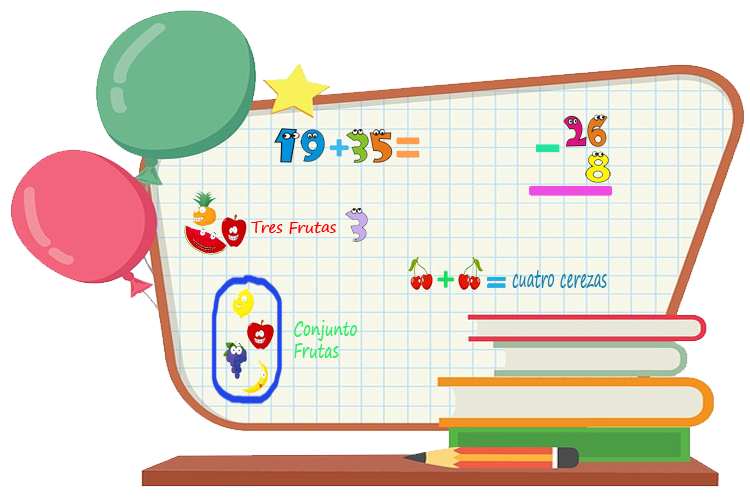 19+35=
- 26
8
Tres Frutas 3
+ = cuatro cerezas
Conjunto
Frutas